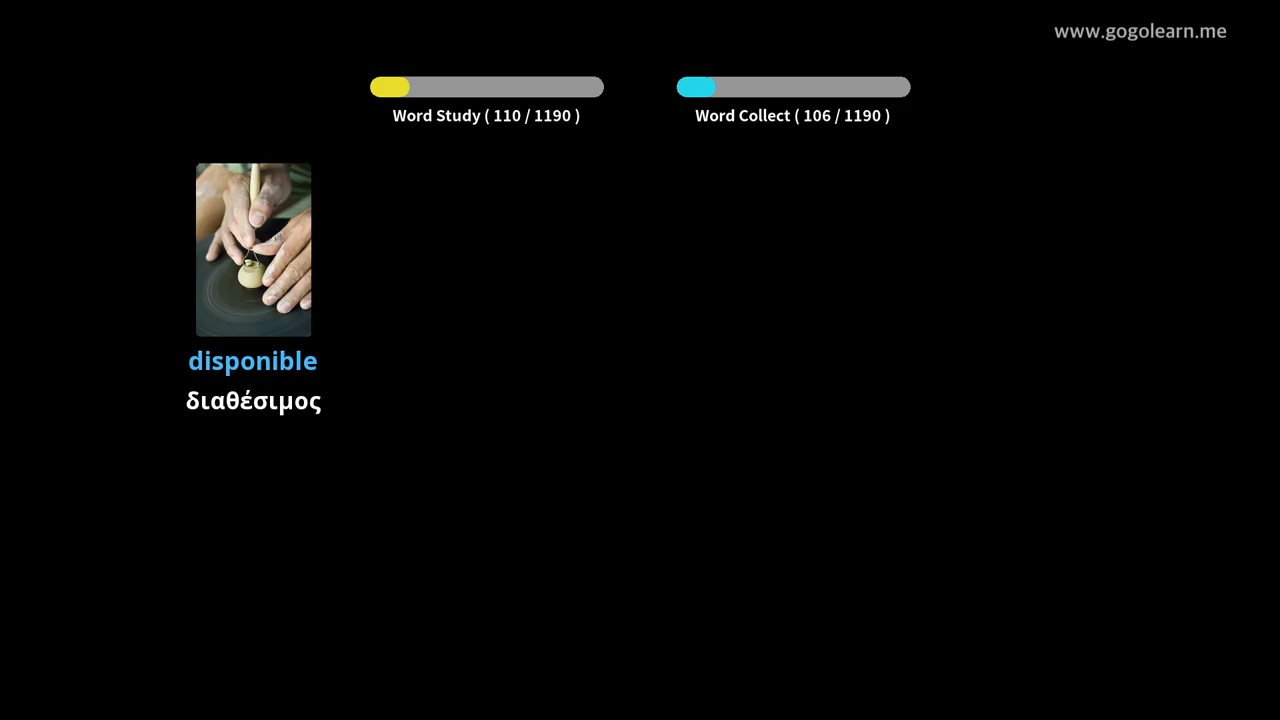 www.gogolearn.me
Word Study ( 110 / 1190 )
Word Collect ( 106 / 1190 )
disponible
διαθέσιμος